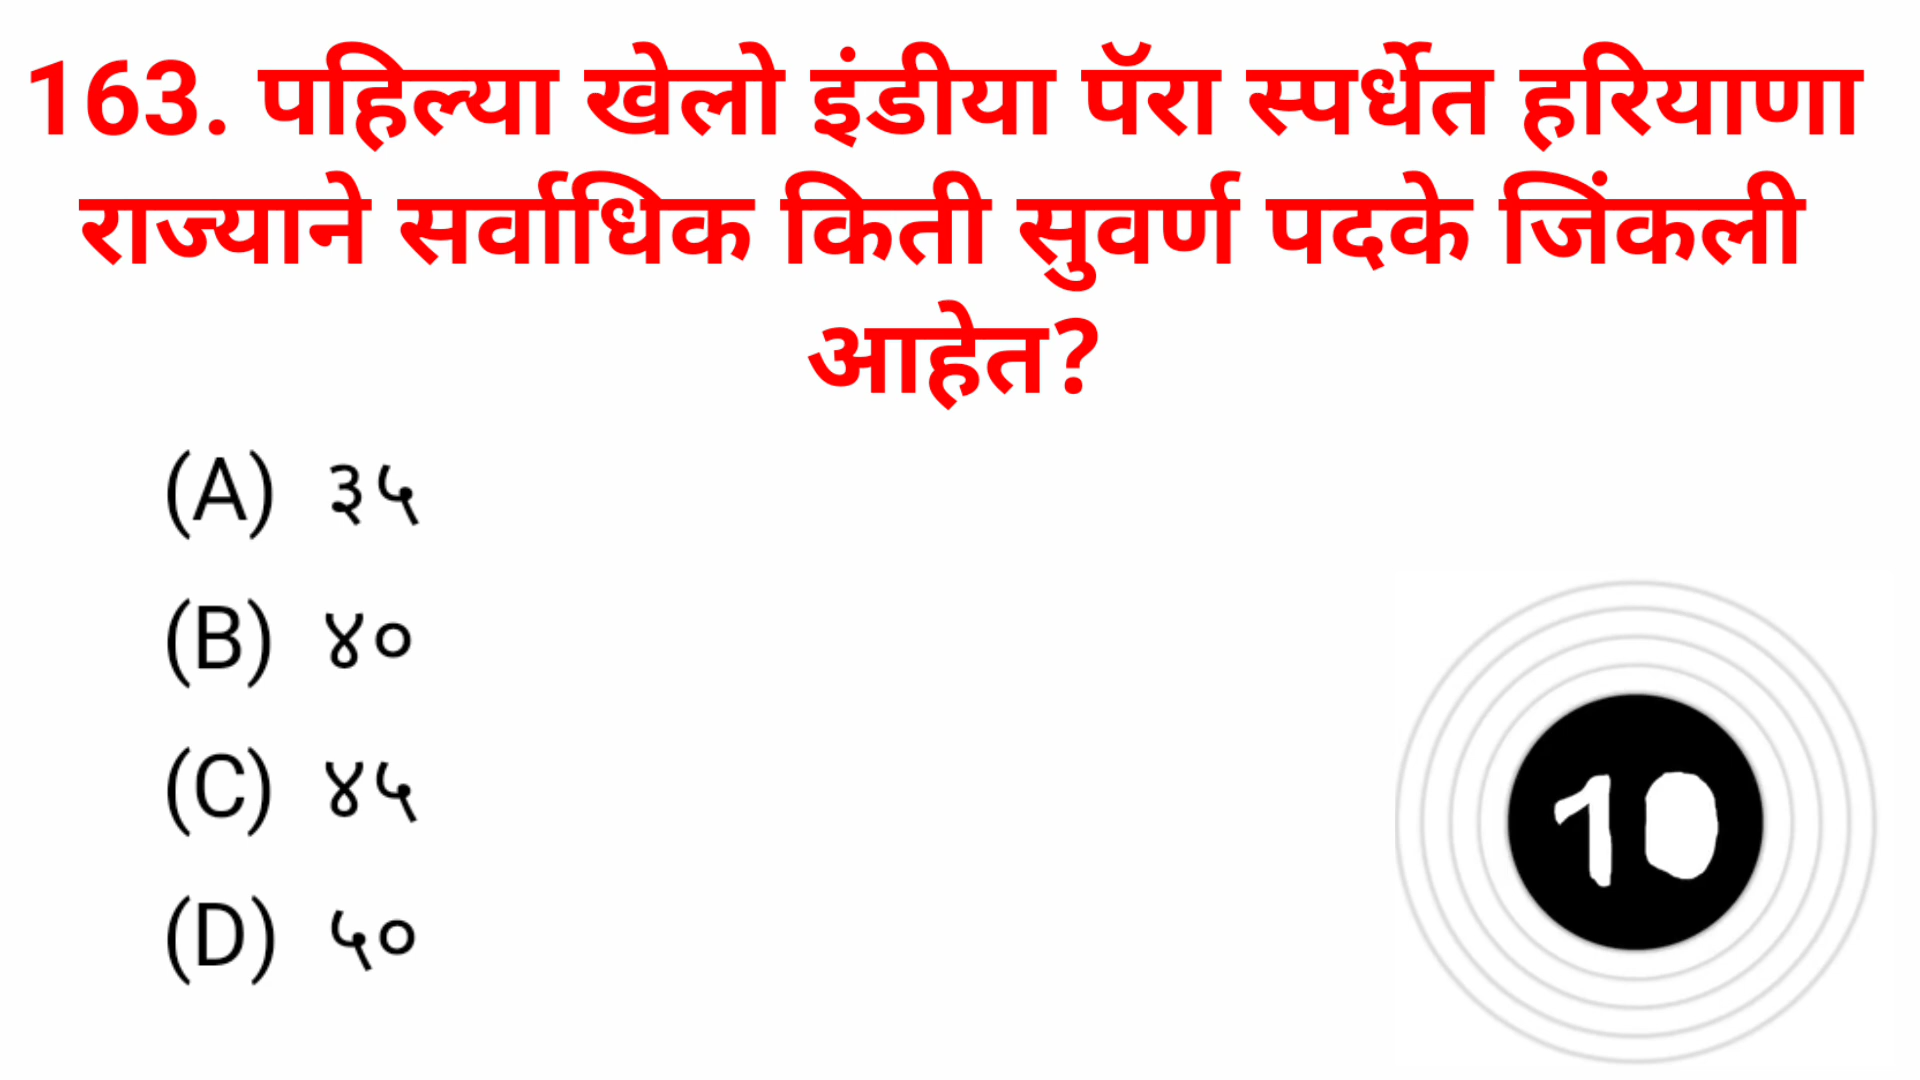 163. पहिल्या खेलो इंडीया पॅरा स्पर्धेत हरियाणा
राज्याने सर्वाधिक किती सुवर्ण पदके जिंकली
आहेत?
(A) ३५
(B) ४०
(C) ४५
(D) ५०
10